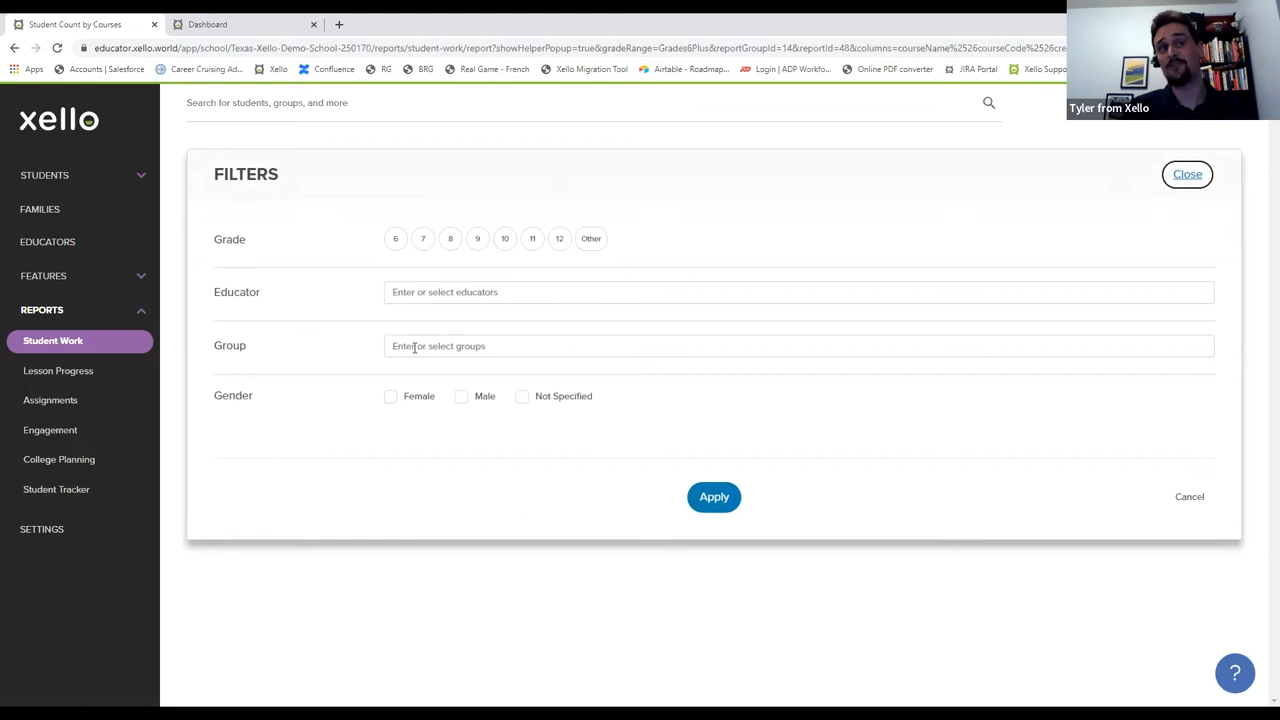 Student Count by Courses
Dashboard
educator.xello.world/app/school/Texas-Xello-Demo-School-250170/reports/student-work/report?showHelperPopup=true&gradeRange=Grades6Plus&reportGroupId=14&reportId=48&columns=courseName%2526courseCode%2526cre
Apps
Accounts | Salesforce
Career Cruising Ad...
Xello
Confluence
RG
BRG
Real Game - French
Xello Migration Tool
Airtable - Roadmap...
Login | ADP Workfo...
Online PDF converter
JIRA Portal
Xello Suppo
Tyler from Xello
xello
Search for students, groups, and more
STUDENTS
FAMILIES
EDUCATORS
FEATURES
REPORTS
Student Work
Lesson Progress
Assignments
Engagement
College Planning
Student Tracker
SETTINGS
FILTERS
Close
Grade
6 7 8 9 10 11 12 Other
Educator
Enter or select educators
Group
Enter or select groups
Gender
Female Male Not Specified
Apply
Cancel
?